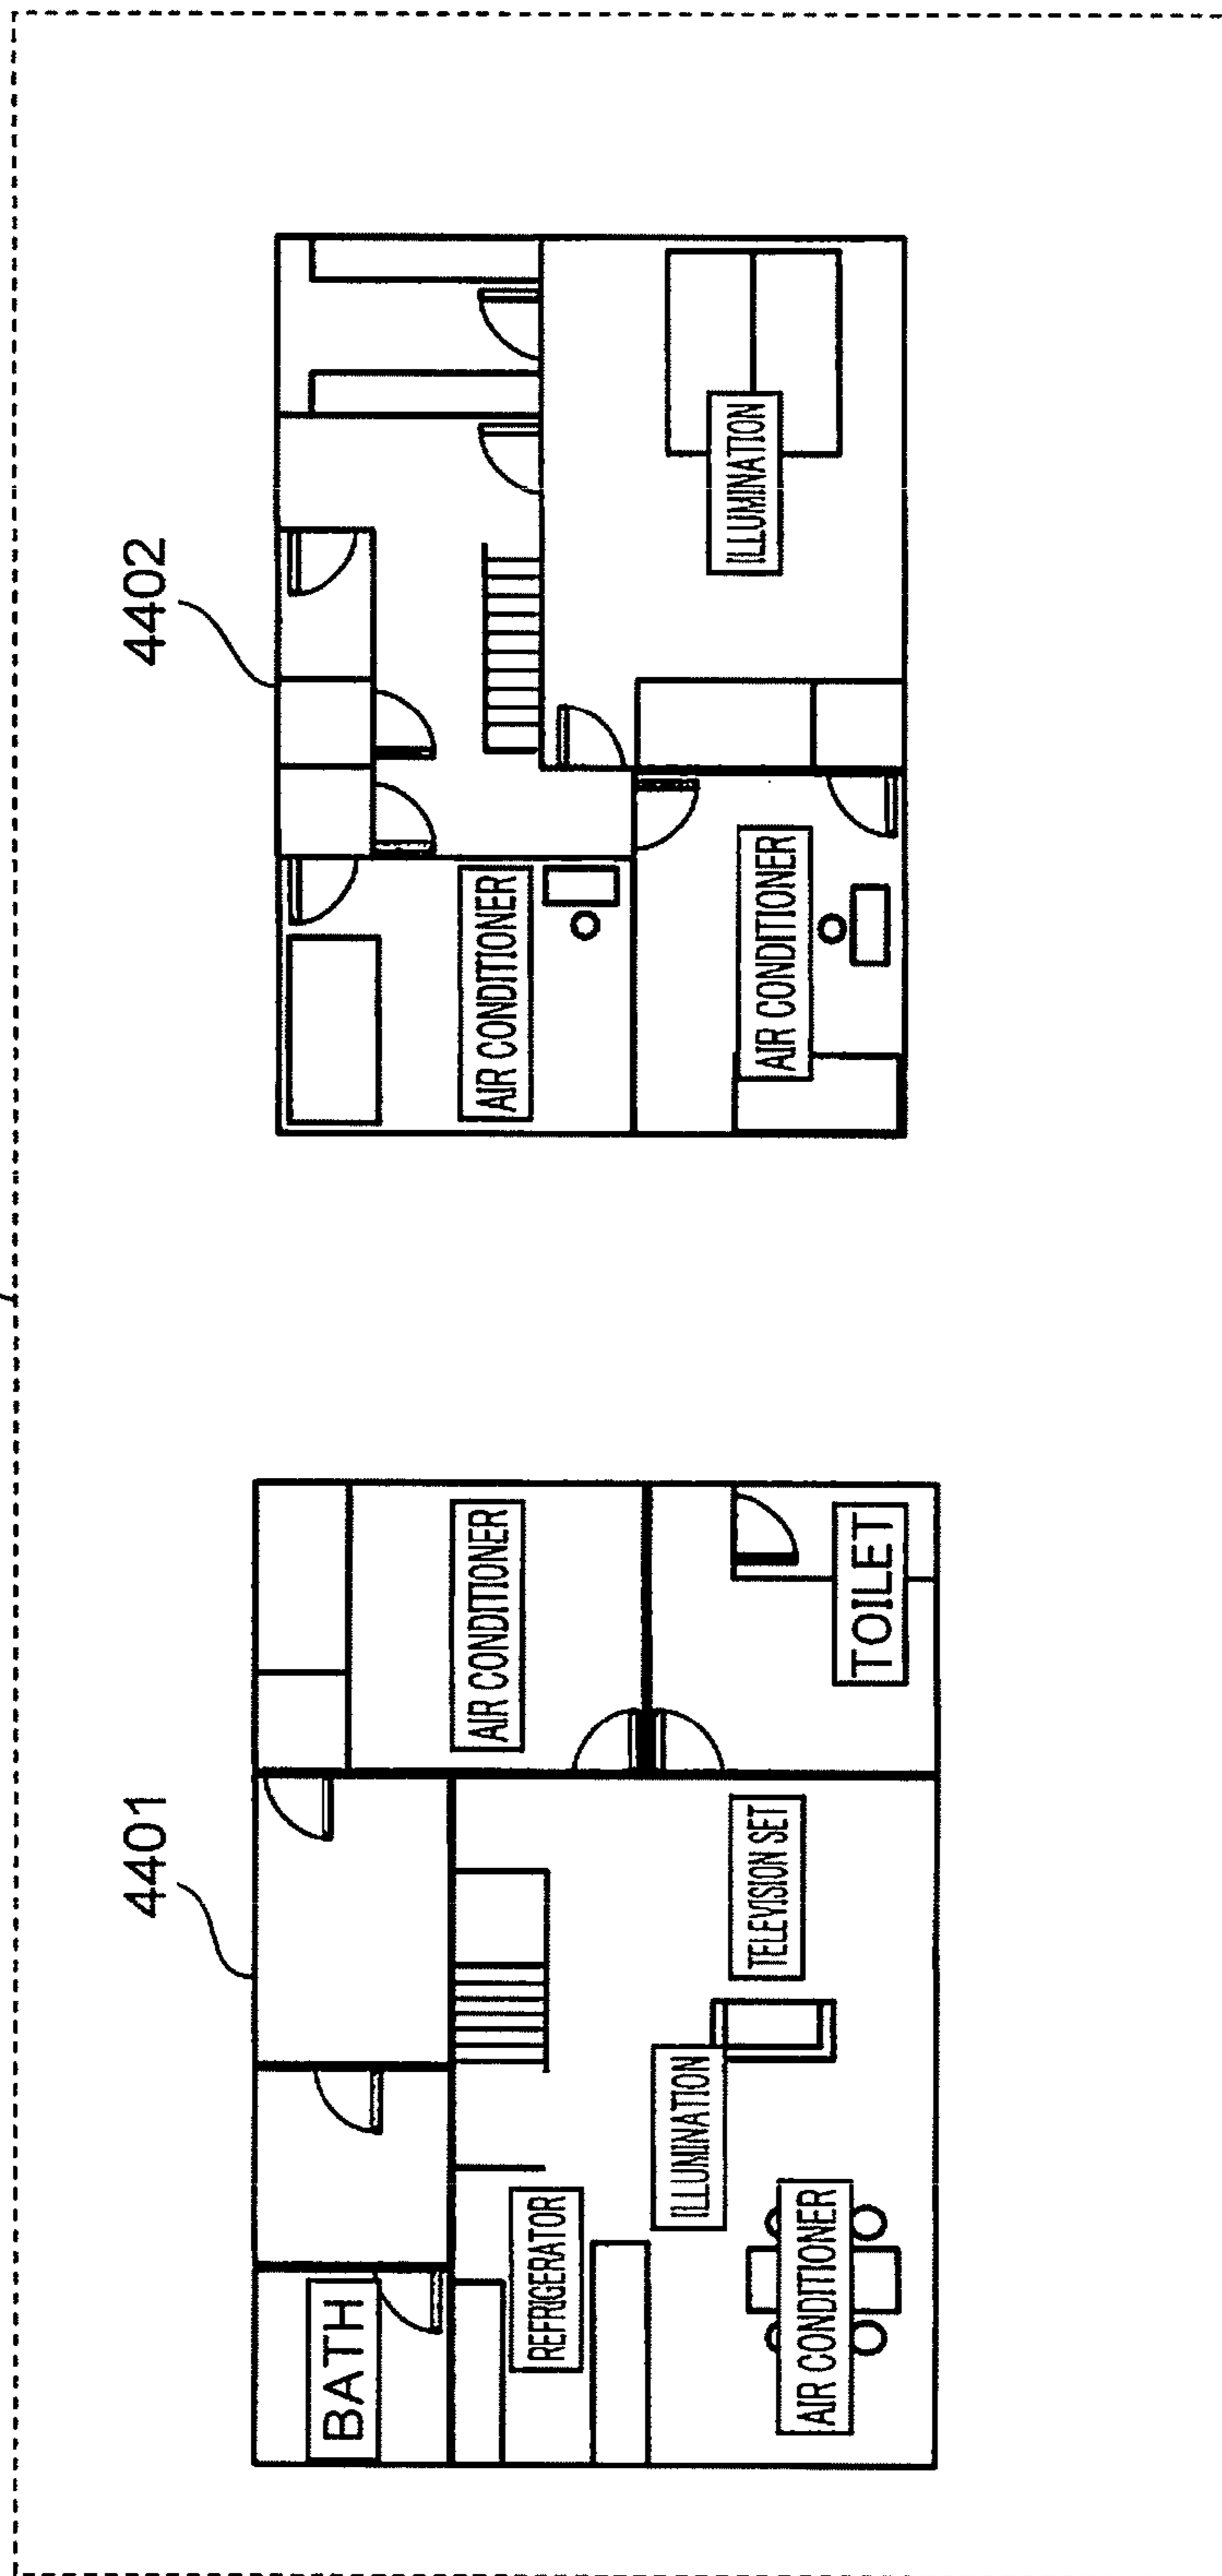 4401
BATH
AIR CONDITIONER
REFRIGERATOR
ILLUMINATION
TELEVISION SET
AIR CONDITIONER
TOILET
4402
AIR CONDITIONER
ILLUMINATION
AIR CONDITIONER